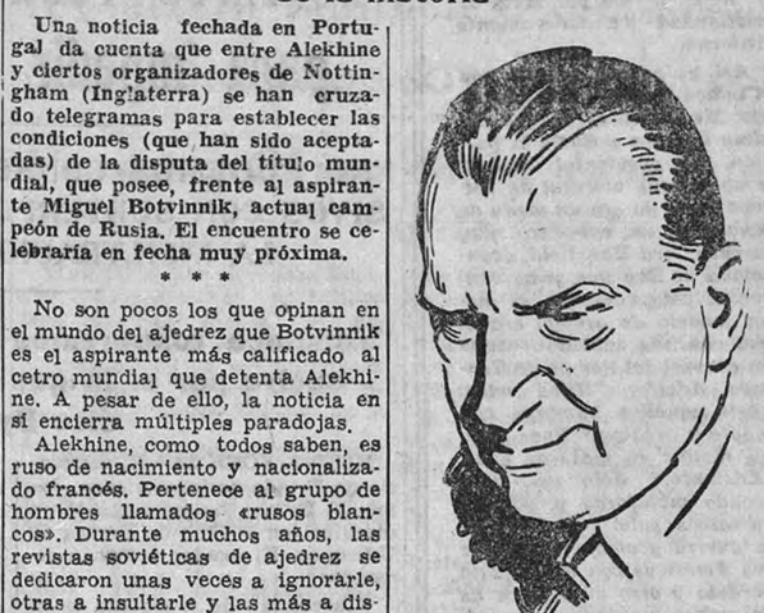 Una noticia fechada en Portu-
gal da cuenta que entre Alekhine
y ciertos organizadores de Nottin-
gham (Inglaterra) se han cruza-
do telegramas para establecer las
condiciones (que han sido acepta-
das) de la disputa del título mun-
dial, que posee, frente al aspiran-
te Miguel Botvinnik, actual cam-
peón de Rusia. El encuentro se ce-
lebraría en fecha muy próxima.
* * *
No son pocos los que opinan en
el mundo del ajedrez que Botvinnik
es el aspirante más calificado al
cetro mundial que detenta Alekhi-
ne. A pesar de ello, la noticia en
sí encierra múltiples paradojas.
Alekhine, como todos saben, es
ruso de nacimiento y nacionaliza-
do francés. Pertenece al grupo de
hombres llamados «rusos blan-
cos». Durante muchos años, las
revistas soviéticas de ajedrez se
dedicaron unas veces a ignorarle,
otras a insultarle y las más a dis-